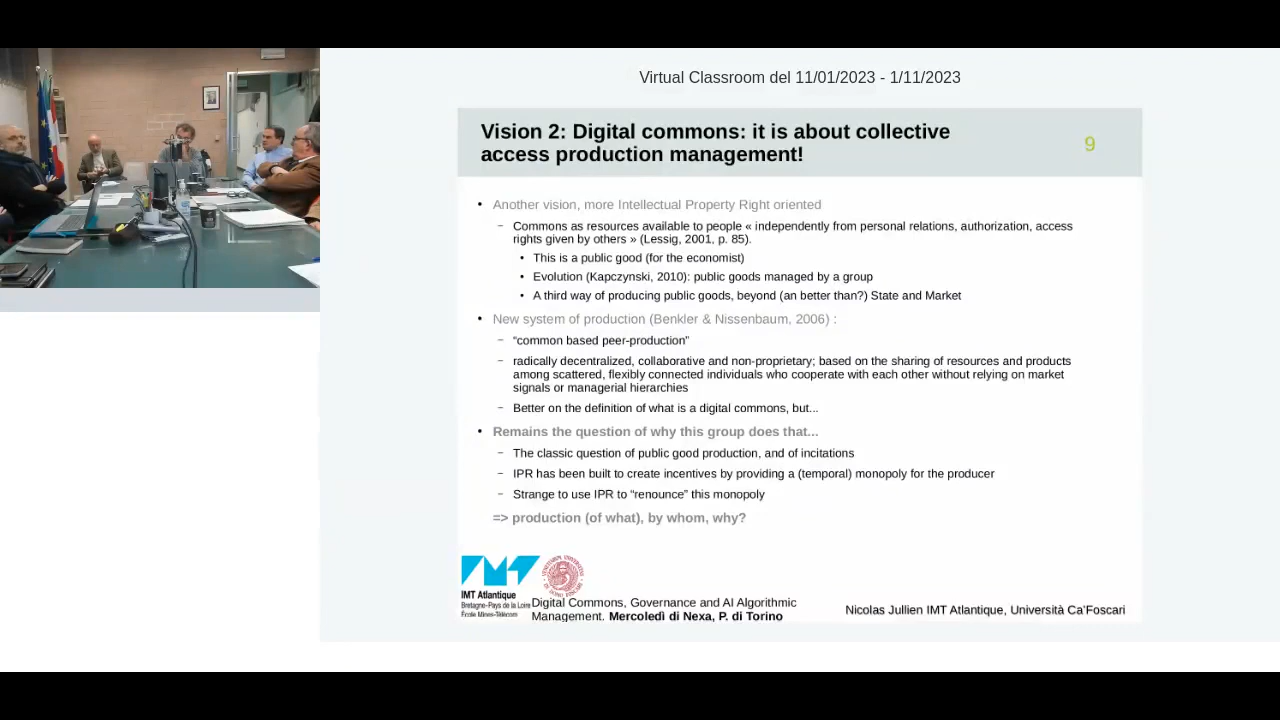 Virtual Classroom del 11/01/2023 - 1/11/2023
Vision 2: Digital commons: it is about collective
access production management!
9
• Another vision, more Intellectual Property Right oriented
– Commons as resources available to people « independently from personal relations, authorization, access
rights given by others » (Lessig, 2001, p. 85).
• This is a public good (for the economist)
• Evolution (Kapczynski, 2010): public goods managed by a group
• A third way of producing public goods, beyond (an better than?) State and Market
• New system of production (Benkler & Nissenbaum, 2006) :
– “common based peer-production”
– radically decentralized, collaborative and non-proprietary; based on the sharing of resources and products
among scattered, flexibly connected individuals who cooperate with each other without relying on market
signals or managerial hierarchies
– Better on the definition of what is a digital commons, but...
• Remains the question of why this group does that...
– The classic question of public good production, and of incitations
– IPR has been built to create incentives by providing a (temporal) monopoly for the producer
– Strange to use IPR to “renounce” this monopoly
=> production (of what), by whom, why?
IMT Atlantique
Bretagne-Pays de la Loire
École Mines-Télécom
Digital Commons, Governance and AI Algorithmic
Management. Mercoledì di Nexa, P. di Torino
Nicolas Jullien IMT Atlantique, Università Ca'Foscari